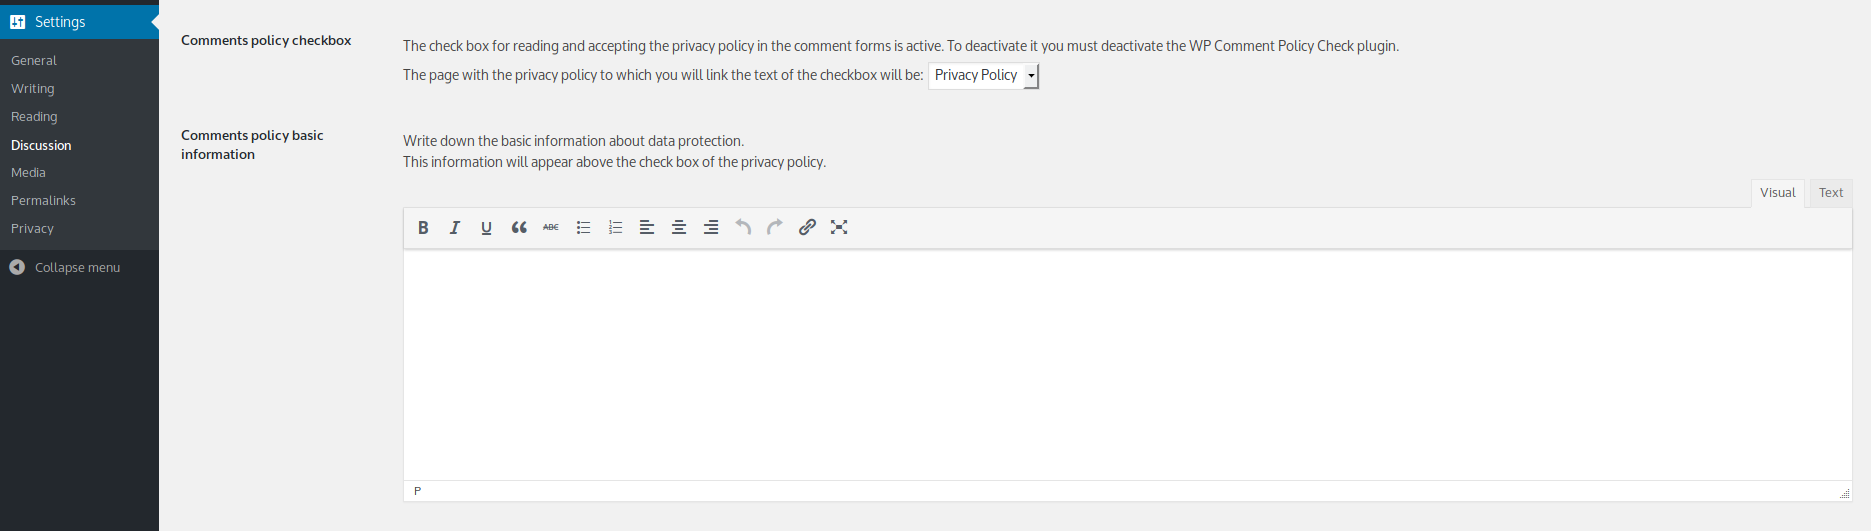 Settings
General
Writing
Reading
Discussion
Media
Permalinks
Privacy
Collapse menu
Comments policy checkbox
The check box for reading and accepting the privacy policy in the comment forms is active. To deactivate it you must deactivate the WP Comment Policy Check plugin.
The page with the privacy policy to which you will link the text of the checkbox will be: Privacy Policy
Comments policy basic
information
Write down the basic information about data protection.
This information will appear above the check box of the privacy policy.
Visual Text
B I U ABC
P